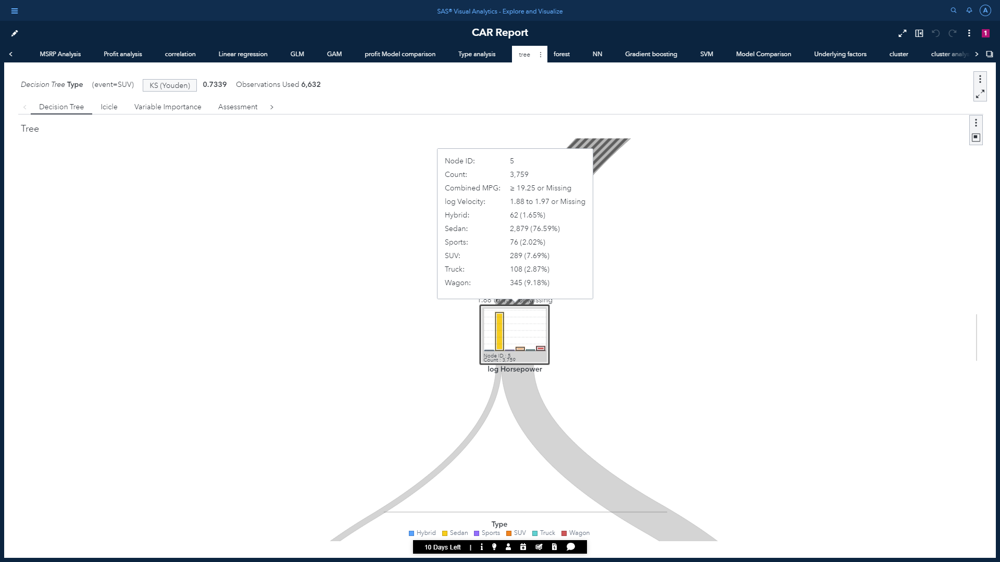 SAS® Visual Analytics - Explore and Visualize
A
CAR Report
1
MSRP Analysis Profit analysis correlation Linear regression GLM GAM profit Model comparison Type analysis tree forest NN Gradient boosting SVM Model Comparison Underlying factors cluster cluster analy
Decision Tree Type (event=SUV) KS (Youden) 0.7339 Observations Used 6,632
Decision Tree Icicle Variable Importance Assessment
Tree
Node ID: 5
Count: 3,759
Combined MPG: ≥ 19.25 or Missing
log Velocity: 1.88 to 1.97 or Missing
Hybrid: 62 (1.65%)
Sedan: 2,879 (76.59%)
Sports: 76 (2.02%)
SUV: 289 (7.69%)
Truck: 108 (2.87%)
Wagon: 345 (9.18%)
1.88 to 1.97 or Missing
Node ID : 5
Count : 3,759
log Horsepower
Type
Hybrid Sedan Sports SUV Truck Wagon
10 Days Left |